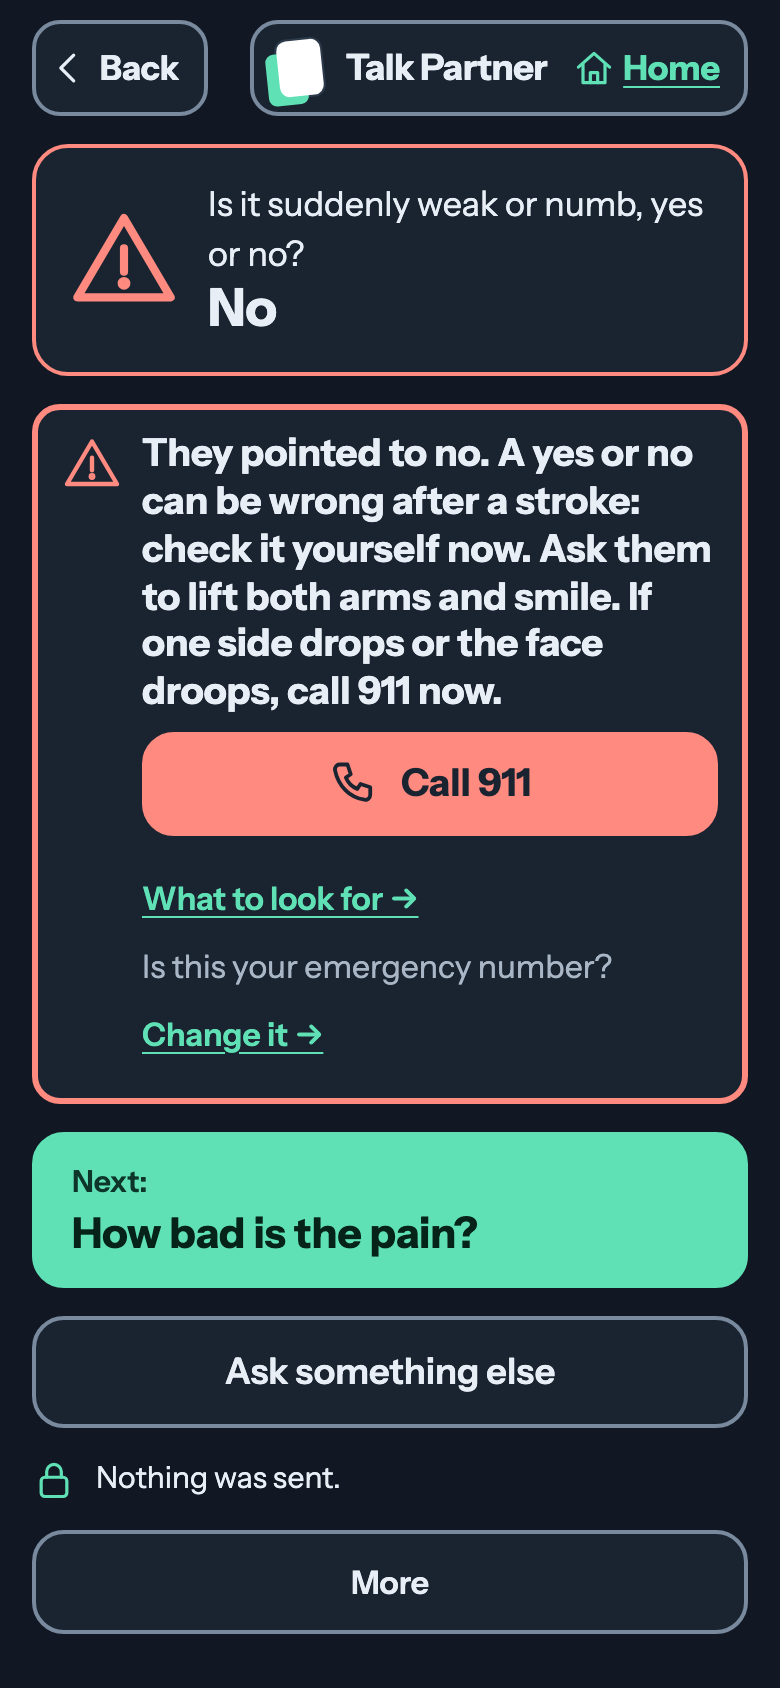 Back
Talk Partner
Home
Is it suddenly weak or numb, yes
or no?
No
They pointed to no. A yes or no
can be wrong after a stroke:
check it yourself now. Ask them
to lift both arms and smile. If
one side drops or the face
droops, call 911 now.
Call 911
What to look for →
Is this your emergency number?
Change it →
Next:
How bad is the pain?
Ask something else
Nothing was sent.
More